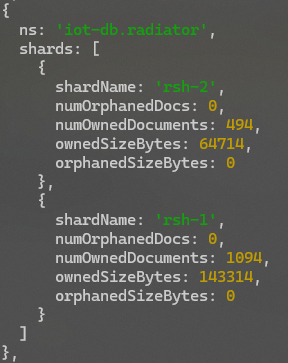 {
  ns: 'iot-db.radiator',
  shards: [
    {
      shardName: 'rsh-2',
      numOrphanedDocs: 0,
      numOwnedDocuments: 494,
      ownedSizeBytes: 64714,
      orphanedSizeBytes: 0
    },
    {
      shardName: 'rsh-1',
      numOrphanedDocs: 0,
      numOwnedDocuments: 1094,
      ownedSizeBytes: 143314,
      orphanedSizeBytes: 0
    }
  ]
},